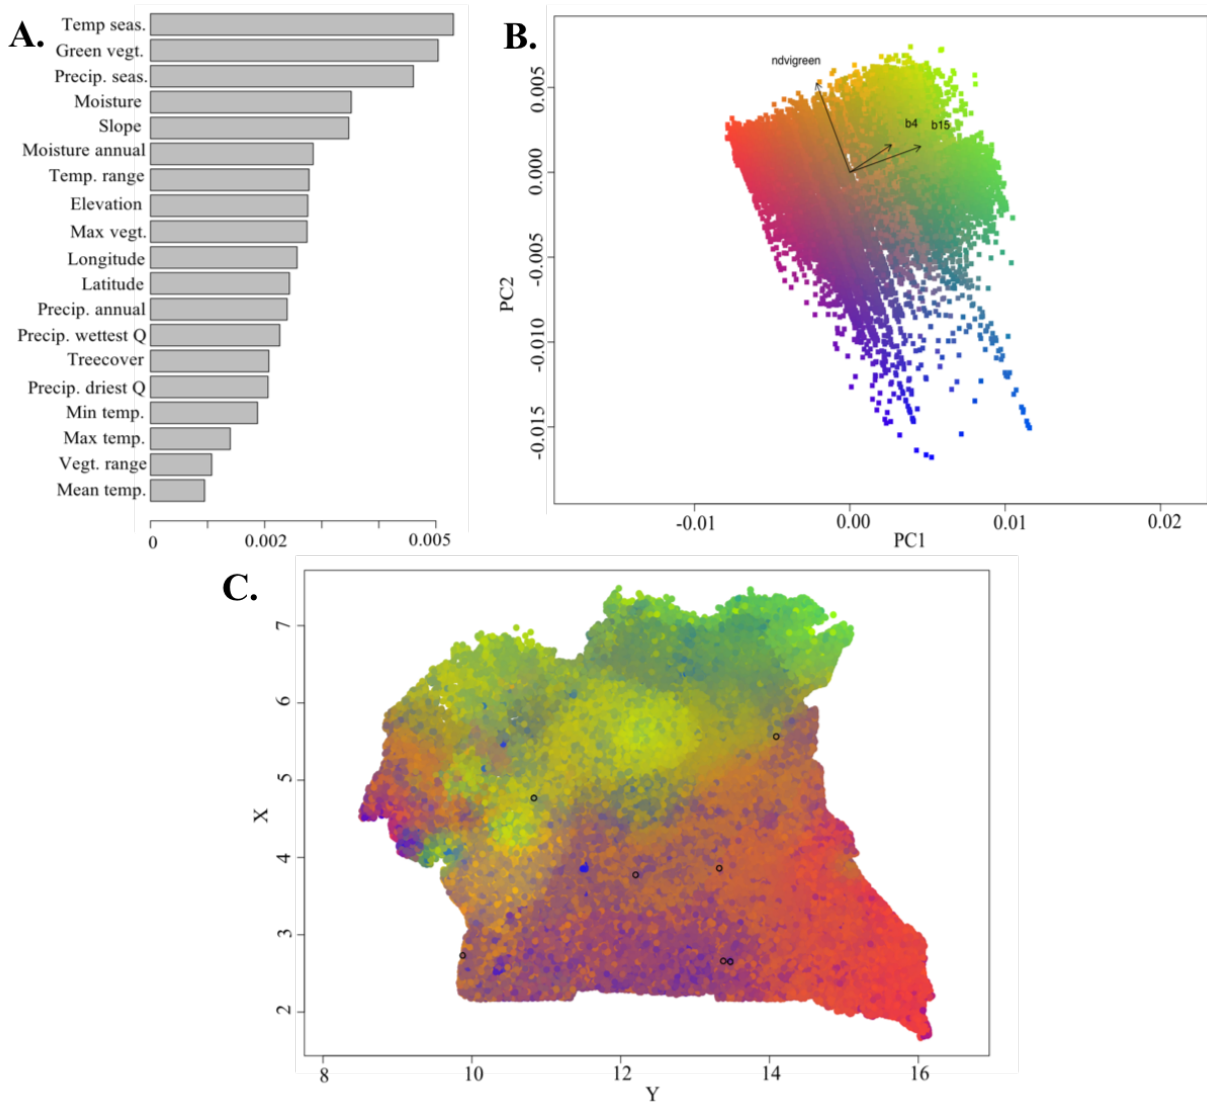 A.
Temp seas.
Green vegt.
Precip. seas.
Moisture
Slope
Moisture annual
Temp. range
Elevation
Max vegt.
Longitude
Latitude
Precip. annual
Precip. wettest Q
Treecover
Precip. driest Q
Min temp.
Max temp.
Vegt. range
Mean temp.
0 0.002 0.005
B.
ndvigreen
b4 b15
PC2
0.005
0.000
-0.005
-0.010
-0.015
-0.01 0.00 0.01 0.02
PC1
C.
X
7
6
5
4
3
2
8 10 12 14 16
Y